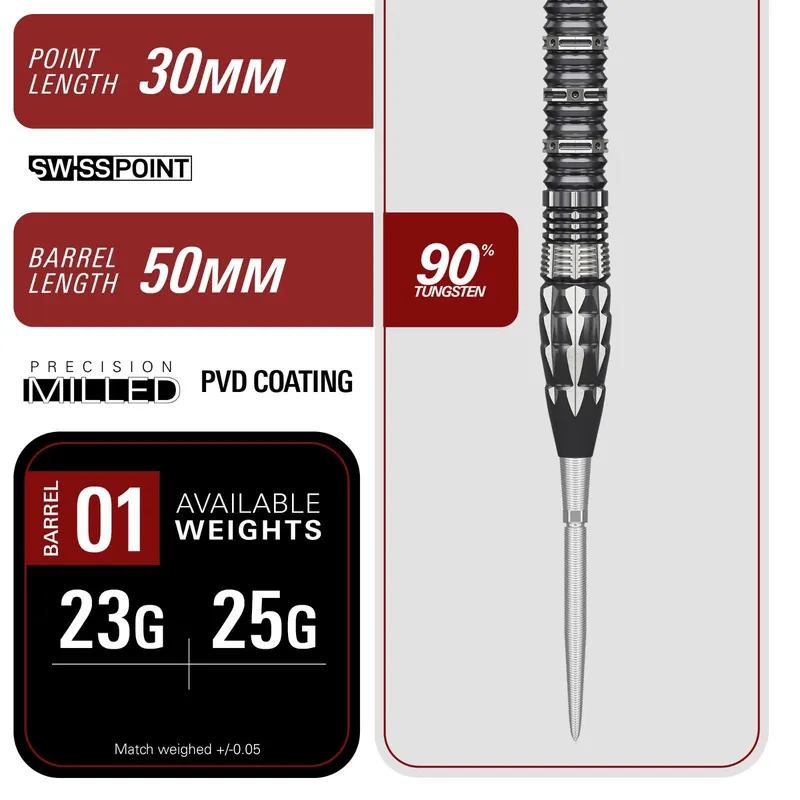 POINT
LENGTH
30MM
SWISSPOINT
BARREL
LENGTH
50MM
90%
TUNGSTEN
PRECISION
MILLED
PVD COATING
BARREL
01
AVAILABLE
WEIGHTS
23G
25G
Match weighed +/-0.05